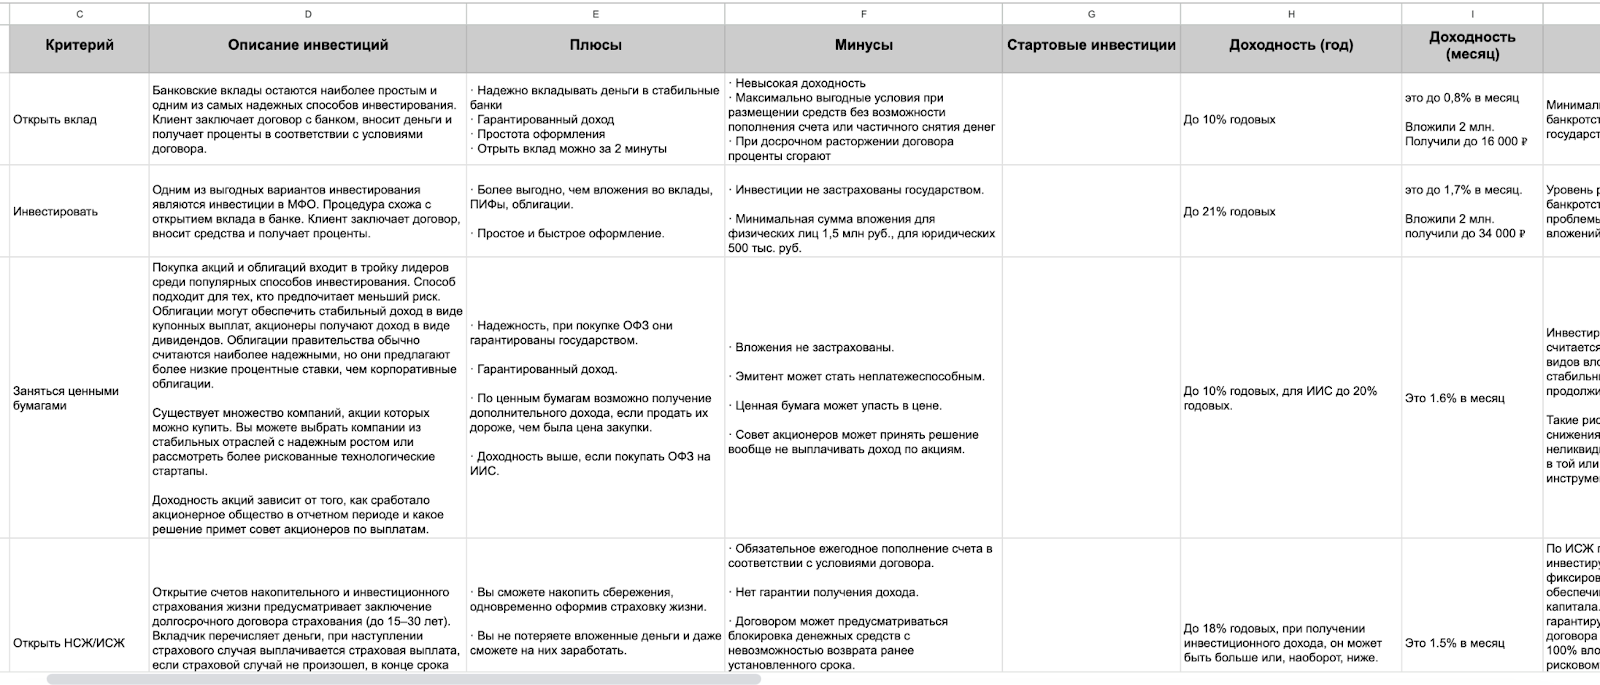 C D E F G H I
Критерий
Описание инвестиций
Плюсы
Минусы
Стартовые инвестиции
Доходность (год)
Доходность
(месяц)
Открыть вклад
Банковские вклады остаются наиболее простым и
одним из самых надежных способов инвестирования.
Клиент заключает договор с банком, вносит деньги и
получает проценты в соответствии с условиями
договора.
· Надежно вкладывать деньги в стабильные
банки
· Гарантированный доход
· Простота оформления
· Отрыть вклад можно за 2 минуты
· Невысокая доходность
· Максимально выгодные условия при
размещении средств без возможности
пополнения счета или частичного снятия денег
· При досрочном расторжении договора
проценты сгорают
До 10% годовых
это до 0,8% в месяц
Вложили 2 млн.
Получили до 16 000 ₽
Инвестировать
Одним из выгодных вариантов инвестирования
являются инвестиции в МФО. Процедура схожа с
открытием вклада в банке. Клиент заключает договор,
вносит средства и получает проценты.
· Более выгодно, чем вложения во вклады,
ПИФы, облигации.
· Простое и быстрое оформление.
· Инвестиции не застрахованы государством.
· Минимальная сумма вложения для
физических лиц 1,5 млн руб., для юридических
500 тыс. руб.
До 21% годовых
это до 1,7% в месяц.
Вложили 2 млн.
получили до 34 000 ₽
Уровень
Заняться ценными
бумагами
Покупка акций и облигаций входит в тройку лидеров
среди популярных способов инвестирования. Способ
подходит для тех, кто предпочитает меньший риск.
Облигации могут обеспечить стабильный доход в виде
купонных выплат, акционеры получают доход в виде
дивидендов. Облигации правительства обычно
считаются наиболее надежными, но они предлагают
более низкие процентные ставки, чем корпоративные
облигации.
Существует множество компаний, акции которых
можно купить. Вы можете выбрать компании из
стабильных отраслей с надежным ростом или
рассмотреть более рискованные технологические
стартапы.
Доходность акций зависит от того, как сработало
акционерное общество в отчетном периоде и какое
решение примет совет акционеров по выплатам.
· Надежность, при покупке ОФЗ они
гарантированы государством.
· Гарантированный доход.
· По ценным бумагам возможно получение
дополнительного дохода, если продать их
дороже, чем была цена закупки.
· Доходность выше, если покупать ОФЗ на
ИИС.
· Вложения не застрахованы.
· Эмитент может стать неплатежеспособным.
· Ценная бумага может упасть в цене.
· Совет акционеров может принять решение
вообще не выплачивать доход по акциям.
До 10% годовых, для ИИС до 20%
годовых.
Это 1.6% в месяц
считается
видов
Такие
снижения
в той или
Открыть НСЖ/ИСЖ
Открытие счетов накопительного и инвестиционного
страхования жизни предусматривает заключение
долгосрочного договора страхования (до 15–30 лет).
Вкладчик перечисляет деньги, при наступлении
страхового случая выплачивается страховая выплата,
если страховой случай не произошел, в конце срока
· Вы сможете накопить сбережения,
одновременно оформив страховку жизни.
· Вы не потеряете вложенные деньги и даже
сможете на них заработать.
· Обязательное ежегодное пополнение счета в
соответствии с условиями договора.
· Нет гарантии получения дохода.
· Договором может предусматриваться
блокировка денежных средств с
невозможностью возврата ранее
установленного срока.
До 18% годовых, при получении
инвестиционного дохода, он может
быть больше или, наоборот, ниже.
Это 1.5% в месяц
По ИСЖ
капитала.
договора
100%